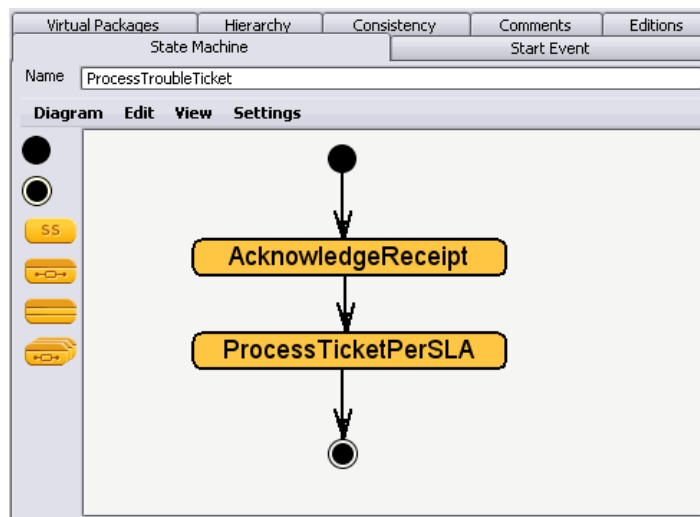 Virtual Packages Hierarchy Consistency Comments Editions
State Machine Start Event
Name ProcessTroubleTicket
Diagram Edit View Settings
SS
AcknowledgeReceipt
ProcessTicketPerSLA